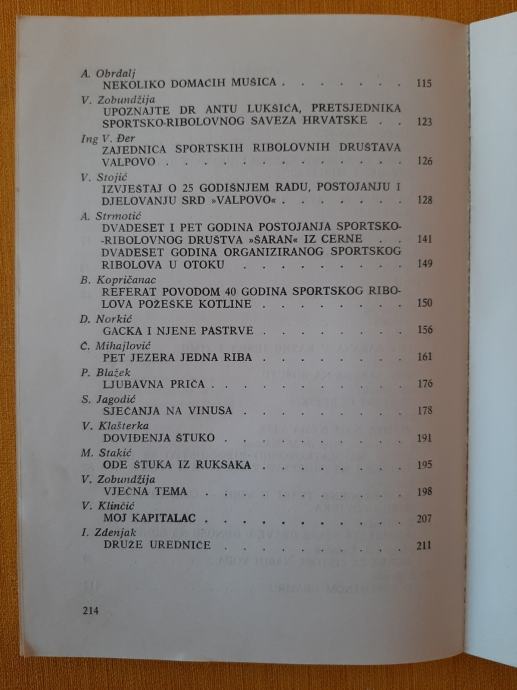 A. Obrdalj
NEKOLIKO DOMAĆIH MUŠICA . . . . . . . 115
V. Zobundžija
UPOZNAJTE DR ANTU LUKŠIĆA, PRETSJEDNIKA
SPORTSKO-RIBOLOVNOG SAVEZA HRVATSKE . . 123
Ing V. Đer
ZAJEDNICA SPORTSKIH RIBOLOVNIH DRUŠTAVA
VALPOVO . . . . . . . . . . . . 126
V. Stojić
IZVJEŠTAJ O 25 GODIŠNJEM RADU, POSTOJANJU I
DJELOVANJU SRD »VALPOVO« . . . . . . . 128
A. Strmotić
DVADESET I PET GODINA POSTOJANJA SPORTSKO-
-RIBOLOVNOG DRUŠTVA »ŠARAN« IZ CERNE . . 141
DVADESET GODINA ORGANIZIRANOG SPORTSKOG
RIBOLOVA U OTOKU . . . . . . . . 149
B. Kopričanac
REFERAT POVODOM 40 GODINA SPORTSKOG RIBO-
LOVA POŽEŠKE KOTLINE . . . . . . . 150
D. Norkić
GACKA I NJENE PASTRVE . . . . . . . 156
Č. Mihajlović
PET JEZERA JEDNA RIBA . . . . . . . 161
P. Blažek
LJUBAVNA PRIČA . . . . . . . . . 176
S. Jagodić
SJEĆANJA NA VINUSA . . . . . . . . 178
V. Klašterka
DOVIĐENJA ŠTUKO . . . . . . . . . 191
M. Stakić
ODE ŠTUKA IZ RUKSAKA . . . . . . . 195
V. Zobundžija
VJEČNA TEMA . . . . . . . . . . 198
V. Klinčić
MOJ KAPITALAC . . . . . . . . . 207
I. Zdenjak
DRUŽE UREDNIČE . . . . . . . . . 211
214